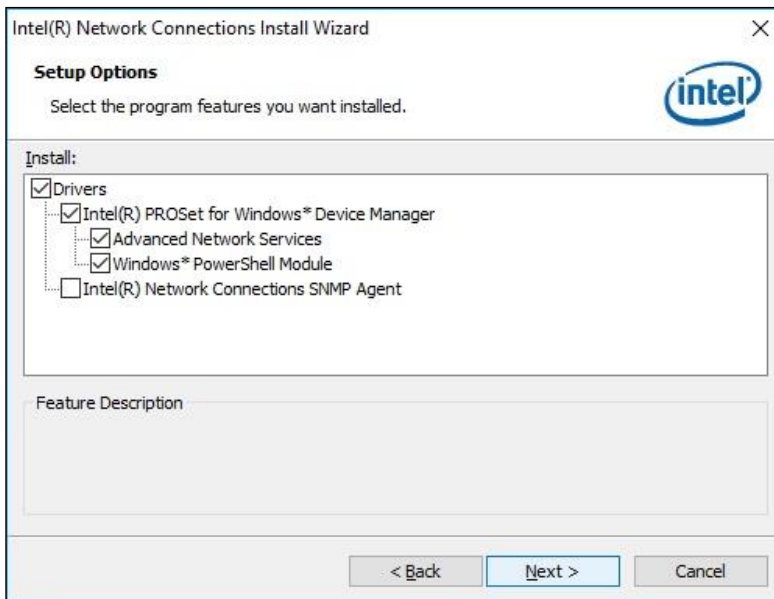 Intel(R) Network Connections Install Wizard
Setup Options
Select the program features you want installed.
intel
Install:
Drivers
Intel(R) PROSet for Windows* Device Manager
Advanced Network Services
Windows* PowerShell Module
Intel(R) Network Connections SNMP Agent
Feature Description
< Back
Next >
Cancel